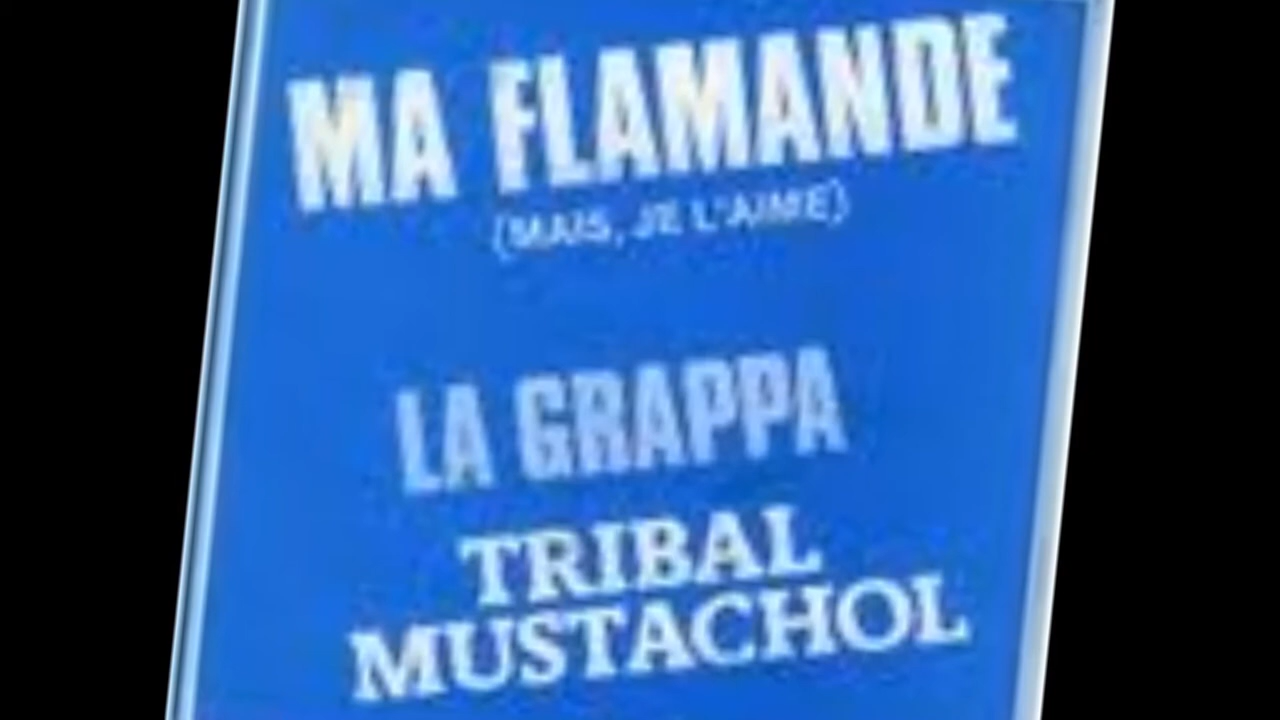 MA FLAMANDE
(MAIS, JE L'AIME)
LA GRAPPA
TRIBAL
MUSTACHOL